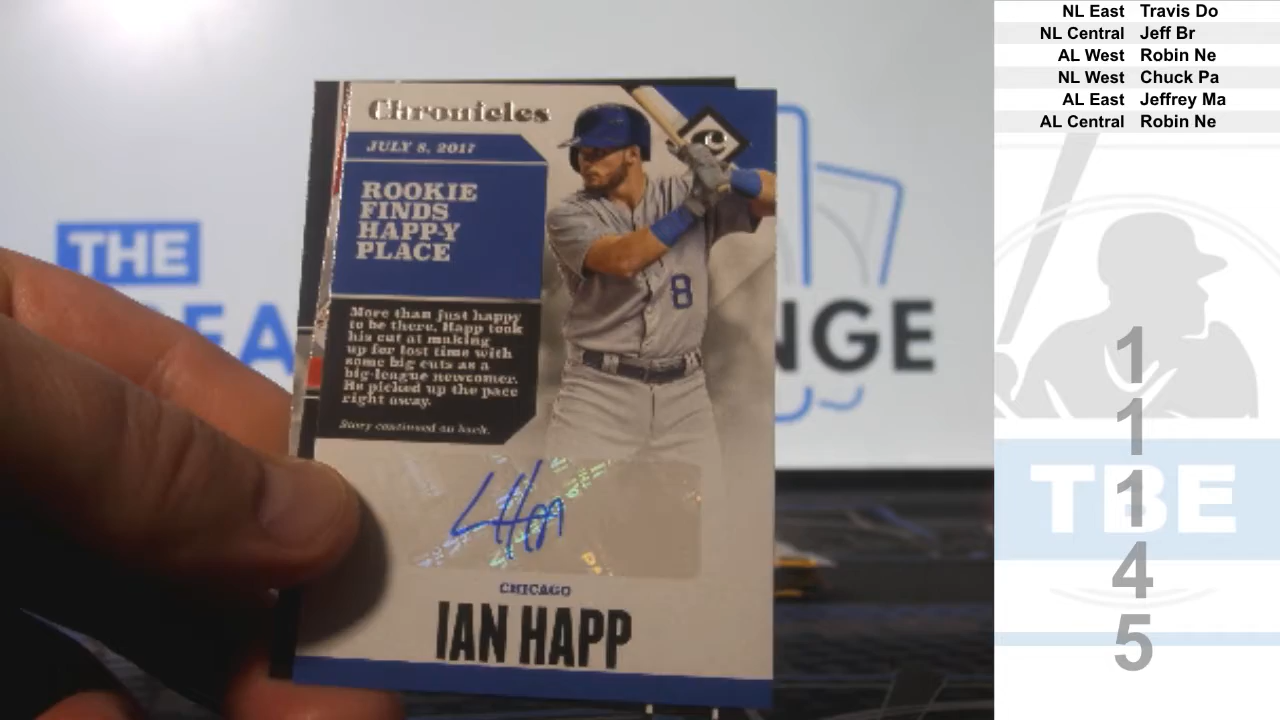 Chronicles
JULY 8, 2017
ROOKIE
FINDS
HAPP-Y
PLACE
More than just happy
to be there, Happ took
his cut at making
up for lost time with
some big cuts as a
big-league newcomer.
He picked up the pace
right away.
Story continued on back.
8
CHICAGO
IAN HAPP
THE
NGE
NL East Travis Do
NL Central Jeff Br
AL West Robin Ne
NL West Chuck Pa
AL East Jeffrey Ma
AL Central Robin Ne
TBE
1
1
1
4
5